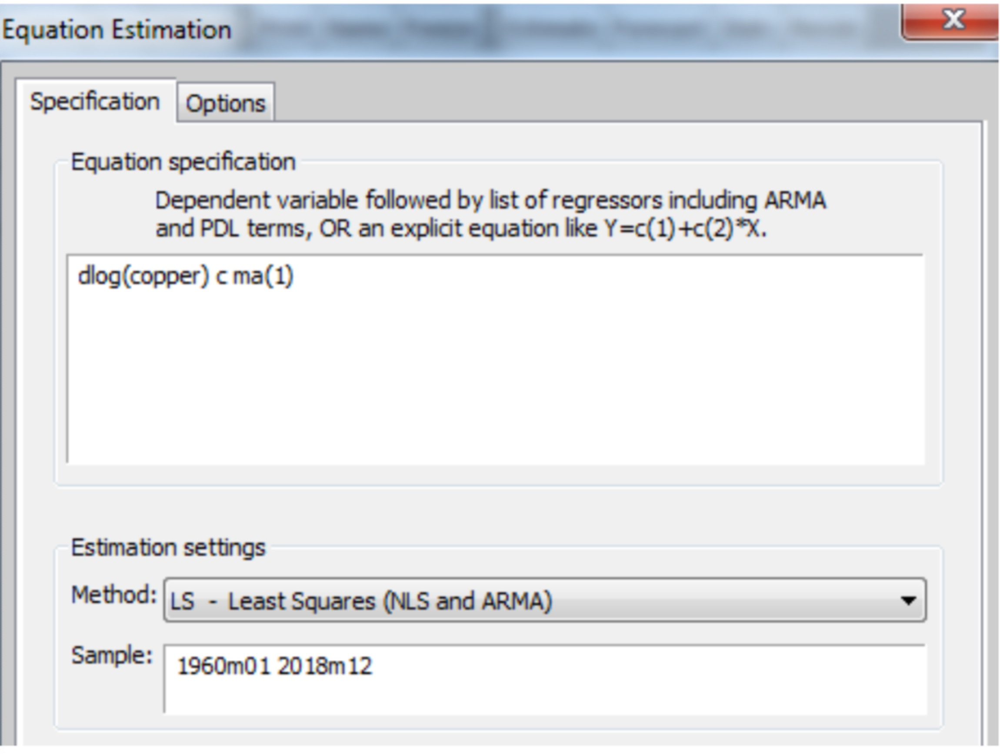 Equation Estimation
Specification
Options
Equation specification
Dependent variable followed by list of regressors including ARMA
and PDL terms, OR an explicit equation like Y=c(1)+c(2)*X.
dlog(copper) c ma(1)
Estimation settings
Method:
LS - Least Squares (NLS and ARMA)
Sample:
1960m01 2018m12